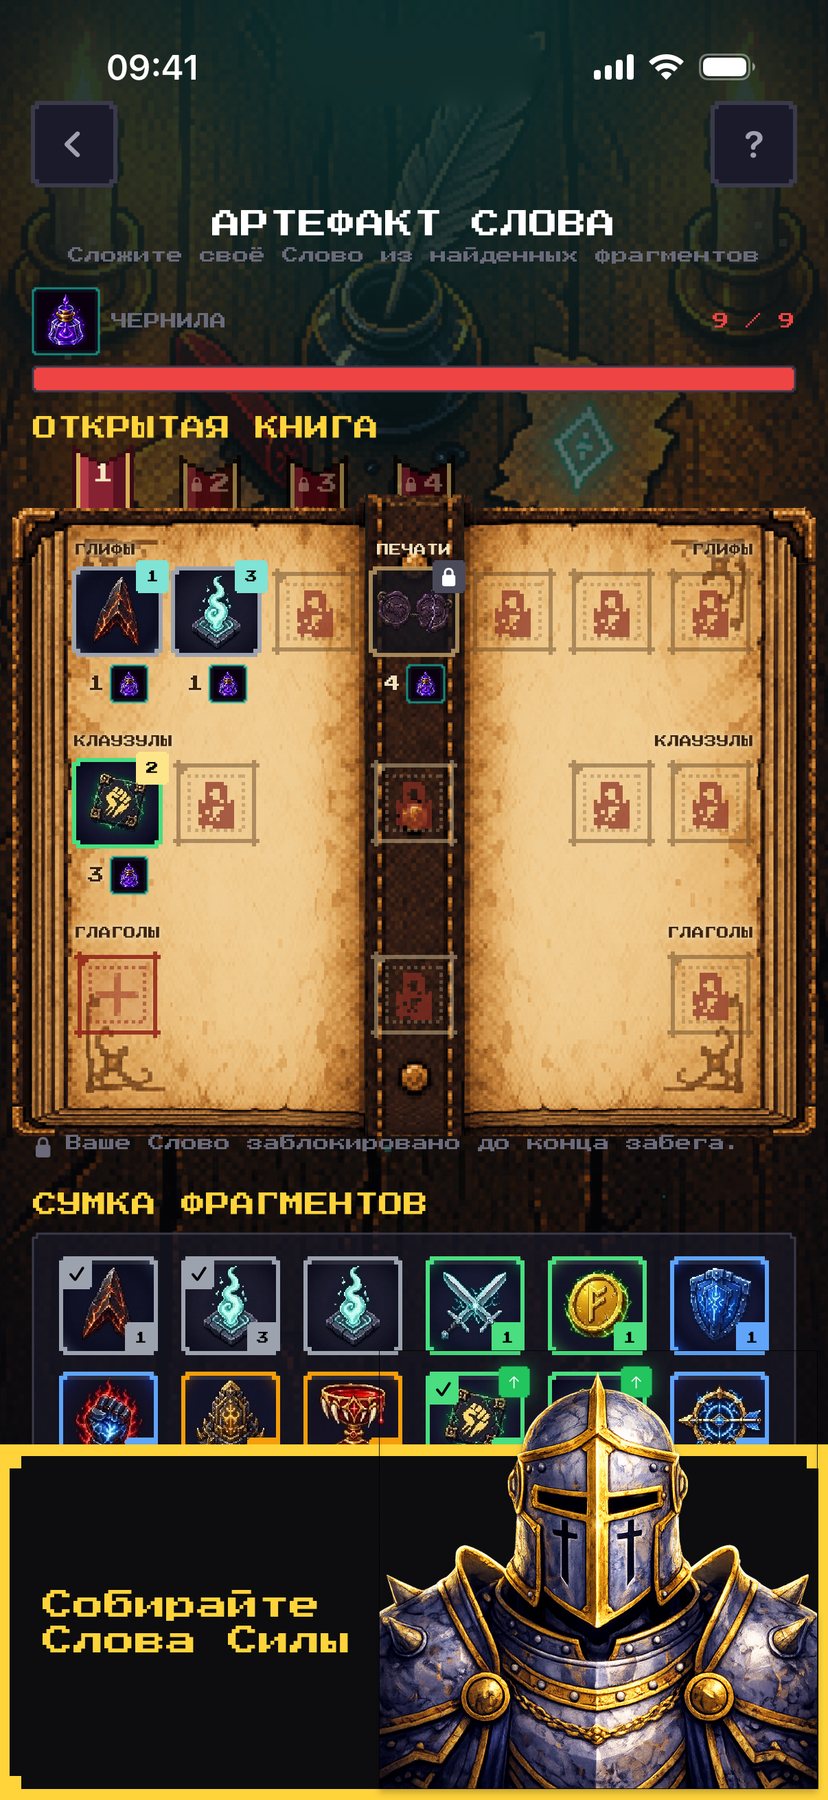 09:41
?
АРТЕФАКТ СЛОВА
Сложите своё Слово из найденных фрагментов
ЧЕРНИЛА
9 / 9
ОТКРЫТАЯ КНИГА
1 2 3 4
ГЛИФЫ ПЕЧАТИ ГЛИФЫ
1 3
1 1 4
КЛАУЗУЛЫ КЛАУЗУЛЫ
2
3
ГЛАГОЛЫ ГЛАГОЛЫ
Ваше Слово заблокировано до конца забега.
СУМКА ФРАГМЕНТОВ
1 3 1 1 1
Собирайте
Слова Силы